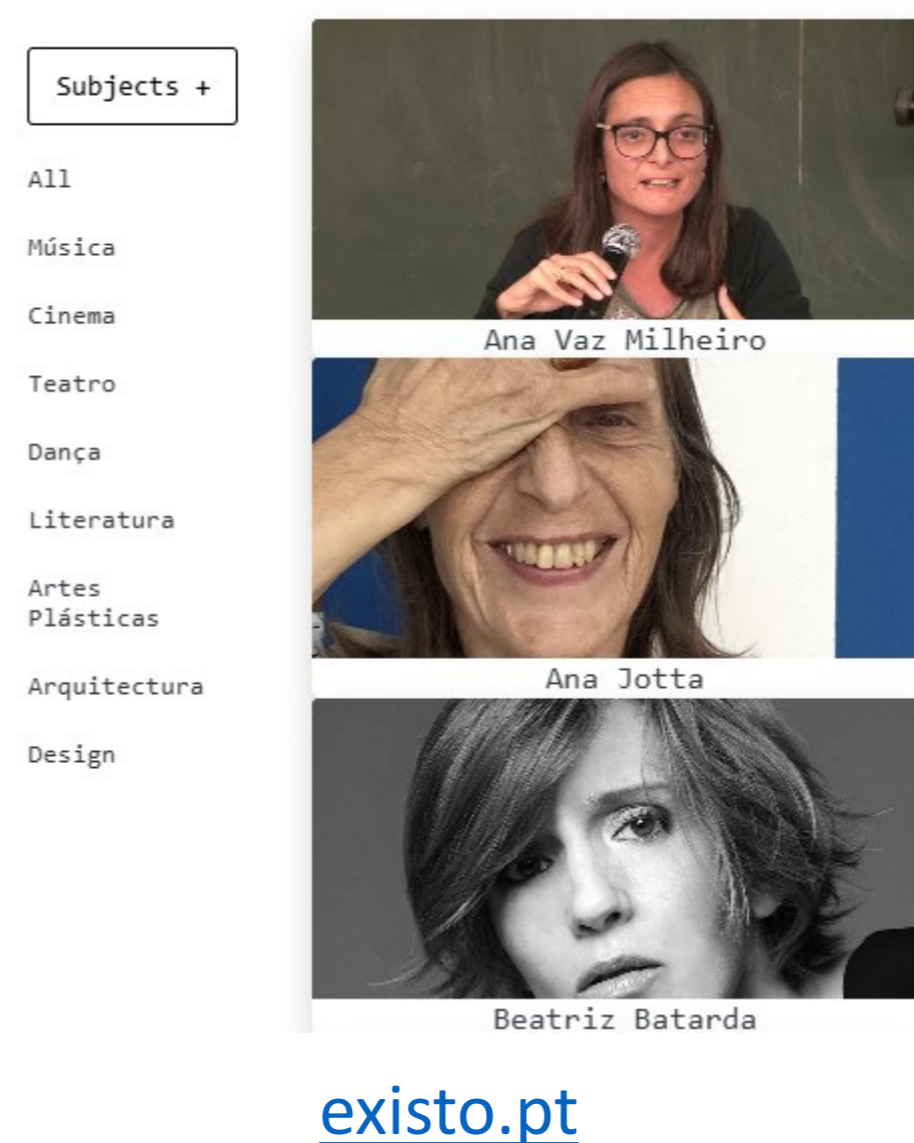 Subjects +
All
Música
Cinema
Teatro
Dança
Literatura
Artes
Plásticas
Arquitectura
Design
Ana Vaz Milheiro
Ana Jotta
Beatriz Batarda
existo.pt